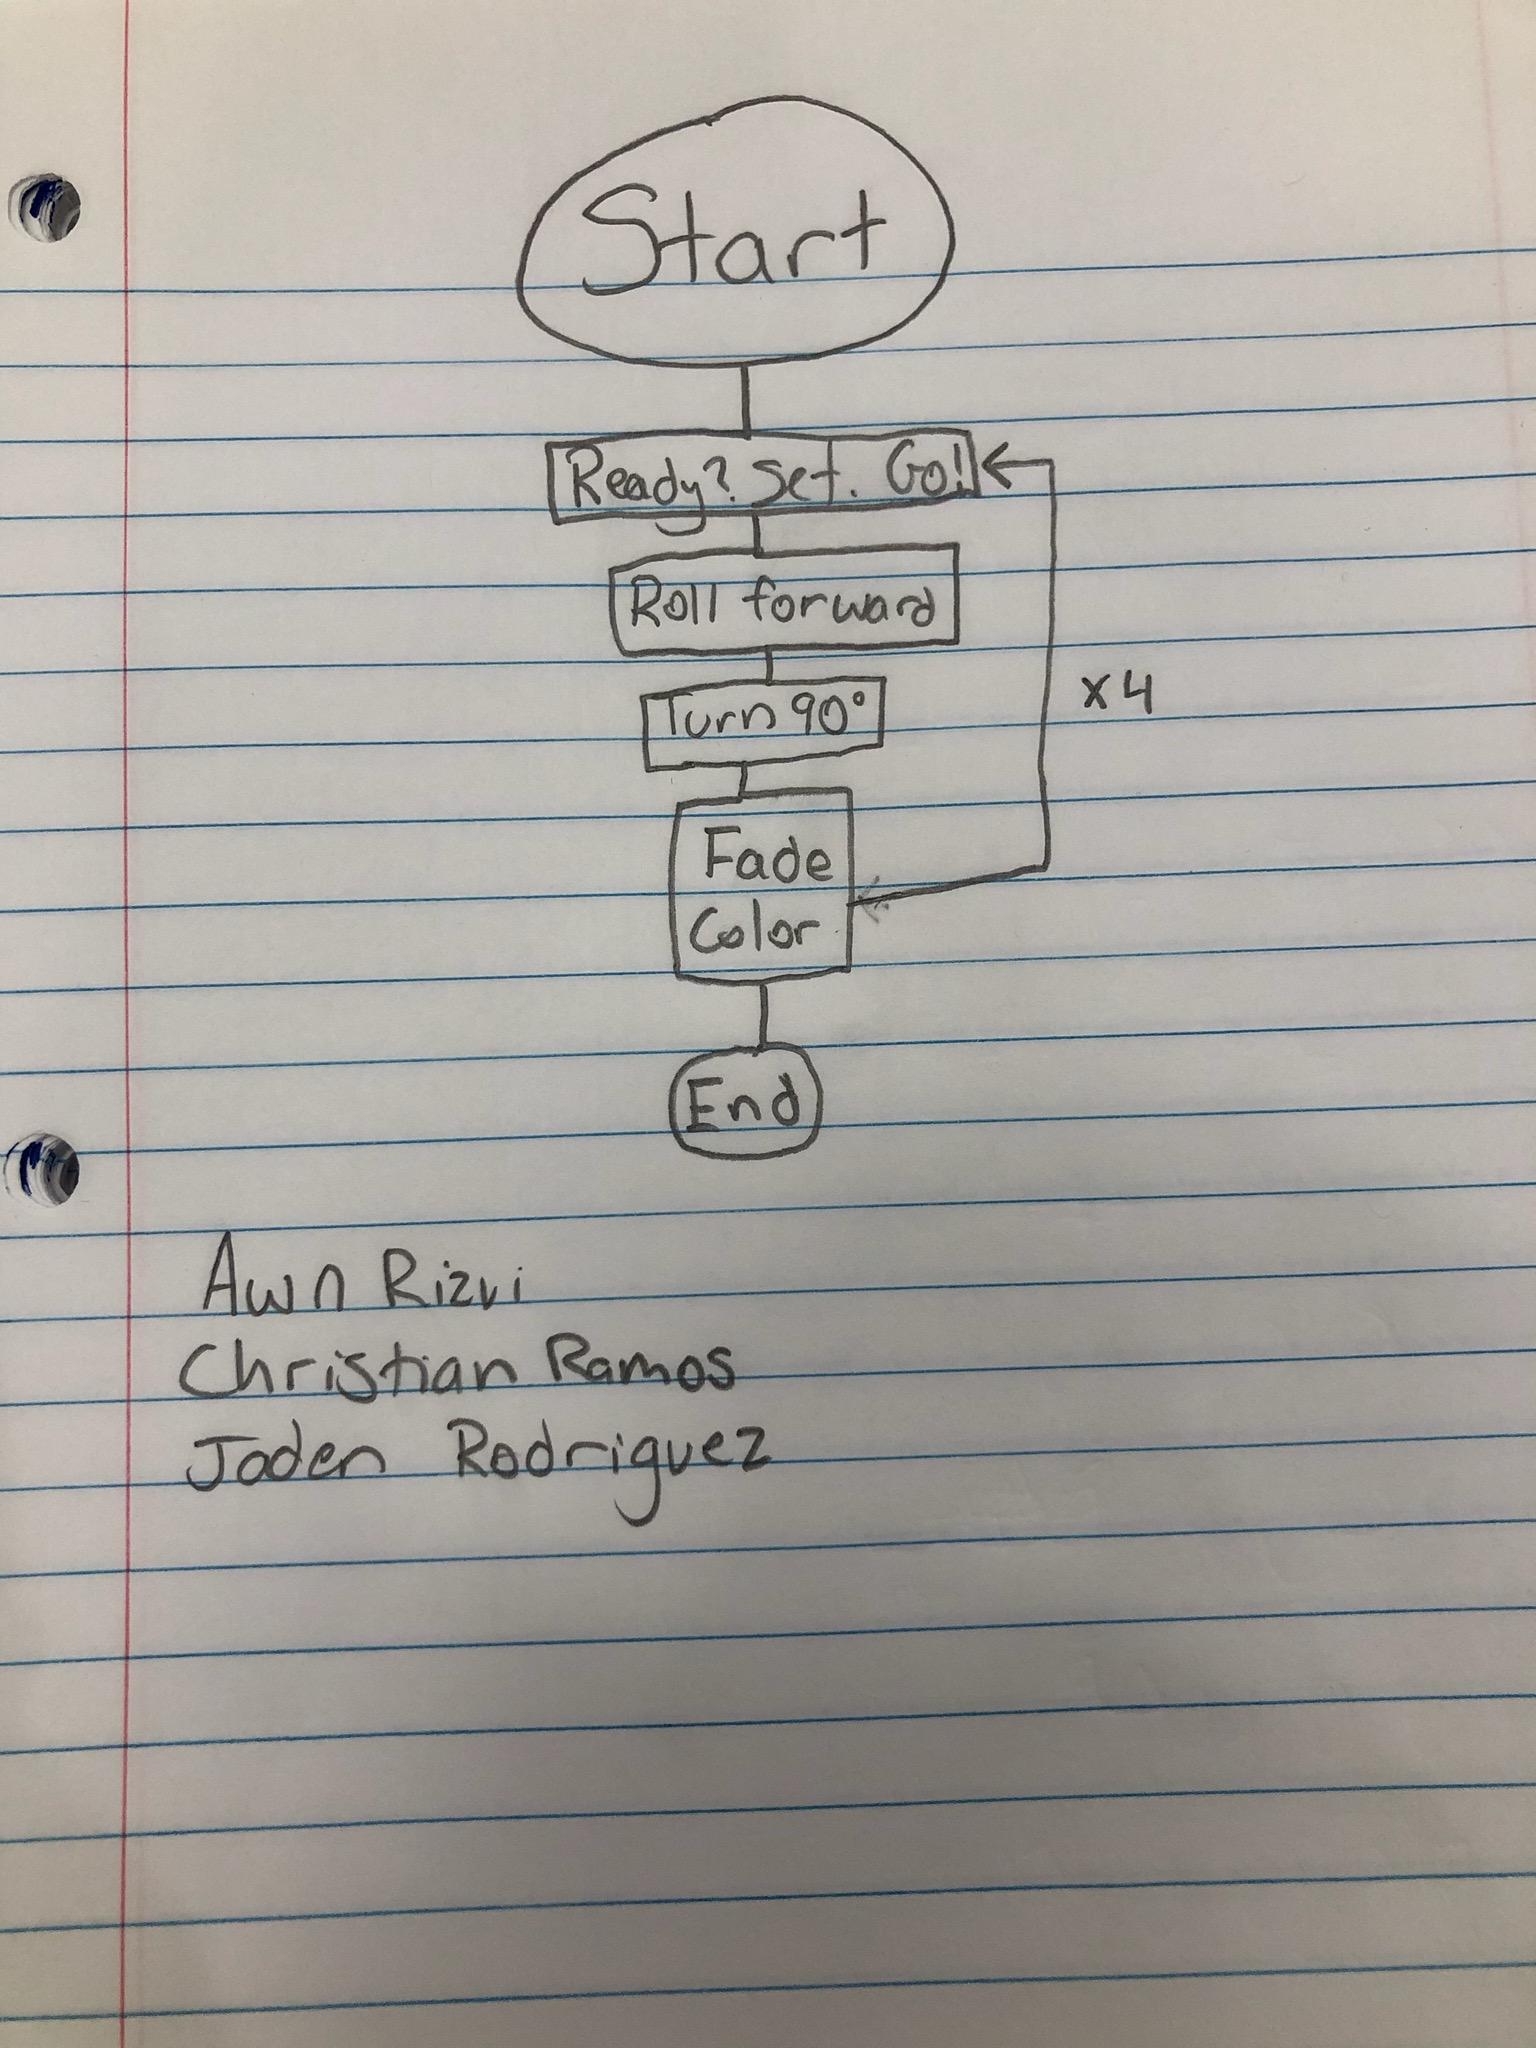 Start
Ready? Set. Go!
Roll forward
x4
Turn 90°
Fade
Color
End
Awn Rizvi
Christian Ramos
Jaden Rodriguez